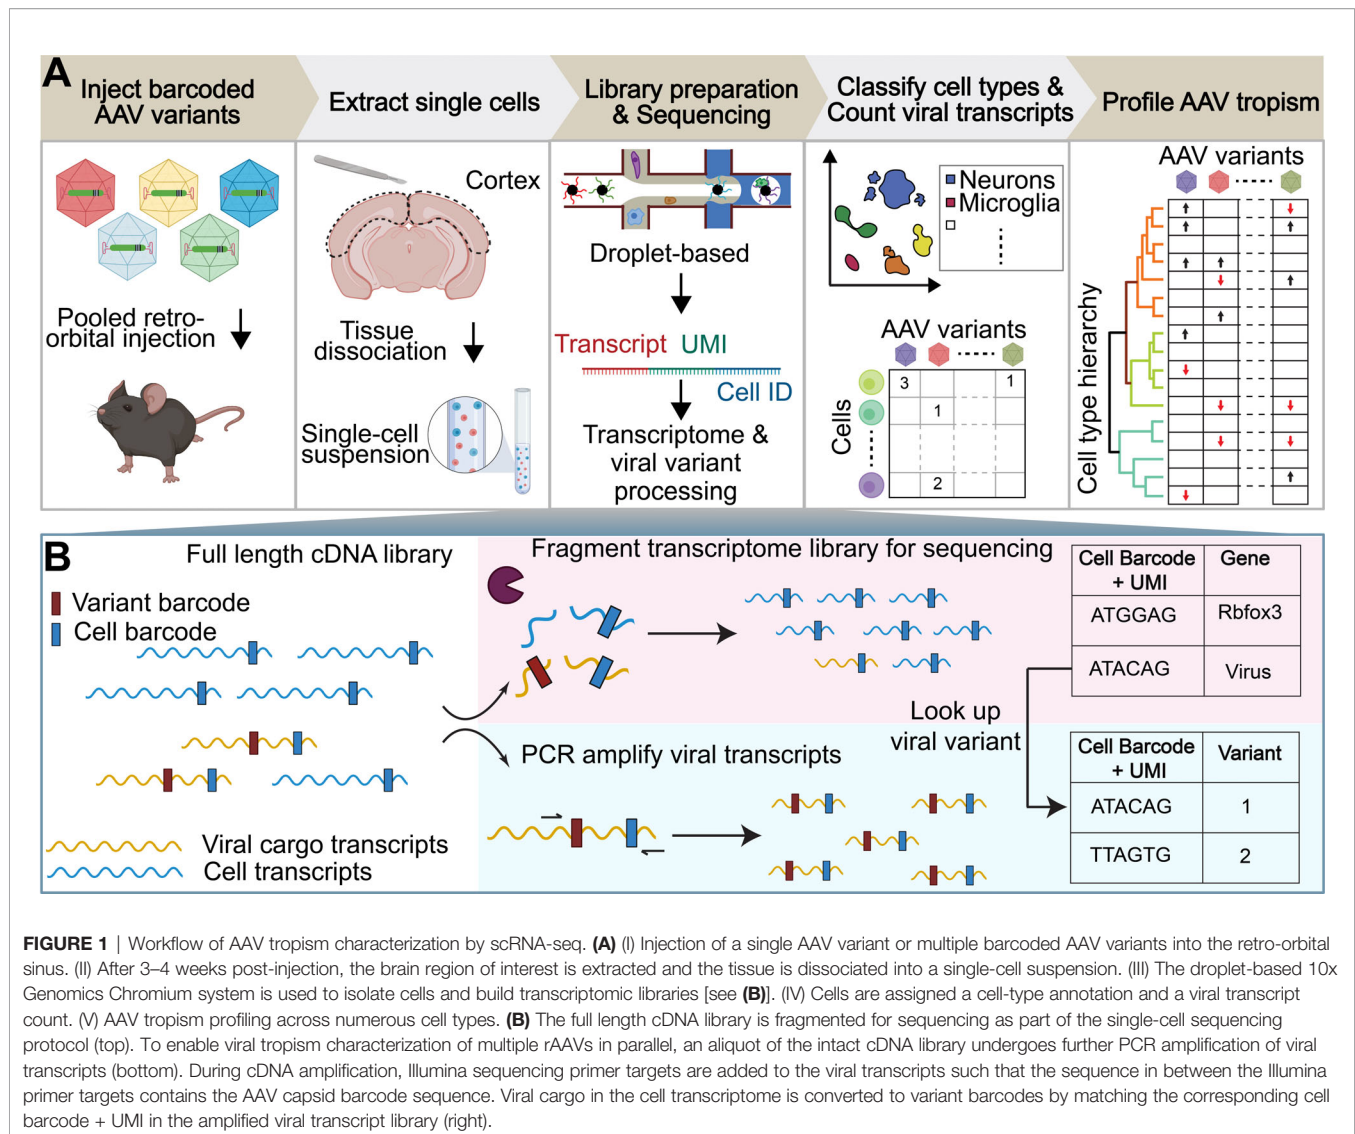 A
Inject barcoded
AAV variants
Extract single cells
Library preparation
& Sequencing
Classify cell types &
Count viral transcripts
Profile AAV tropism
Pooled retro-
orbital injection
Cortex
Tissue
dissociation
Single-cell
suspension
Droplet-based
Transcript UMI
Cell ID
Transcriptome &
viral variant
processing
Neurons
Microglia
AAV variants
Cells
3 1
1
2
AAV variants
Cell type hierarchy
B
Full length cDNA library
Variant barcode
Cell barcode
Viral cargo transcripts
Cell transcripts
Fragment transcriptome library for sequencing
PCR amplify viral transcripts
Look up
viral variant
Cell Barcode
+ UMI
Gene
ATGGAG Rbfox3
ATACAG Virus
Cell Barcode
+ UMI
Variant
ATACAG 1
TTAGTG 2
FIGURE 1 | Workflow of AAV tropism characterization by scRNA-seq. (A) (I) Injection of a single AAV variant or multiple barcoded AAV variants into the retro-orbital
sinus. (II) After 3–4 weeks post-injection, the brain region of interest is extracted and the tissue is dissociated into a single-cell suspension. (III) The droplet-based 10x
Genomics Chromium system is used to isolate cells and build transcriptomic libraries [see (B)]. (IV) Cells are assigned a cell-type annotation and a viral transcript
count. (V) AAV tropism profiling across numerous cell types. (B) The full length cDNA library is fragmented for sequencing as part of the single-cell sequencing
protocol (top). To enable viral tropism characterization of multiple rAAVs in parallel, an aliquot of the intact cDNA library undergoes further PCR amplification of viral
transcripts (bottom). During cDNA amplification, Illumina sequencing primer targets are added to the viral transcripts such that the sequence in between the Illumina
primer targets contains the AAV capsid barcode sequence. Viral cargo in the cell transcriptome is converted to variant barcodes by matching the corresponding cell
barcode + UMI in the amplified viral transcript library (right).